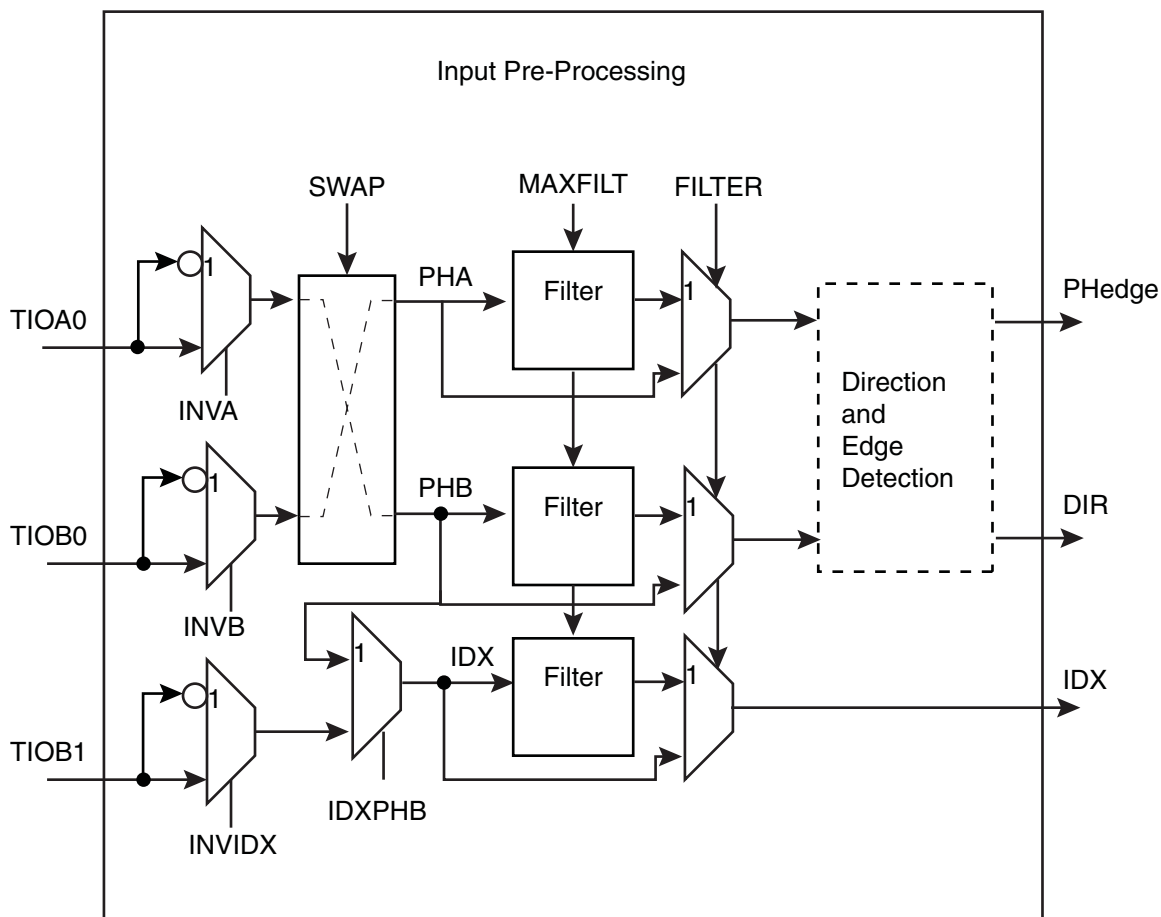 Input Pre-Processing
SWAP
MAXFILT
FILTER
1
PHA
Filter
1
PHedge
TIOA0
INVA
Direction
and
Edge
Detection
1
PHB
Filter
1
DIR
TIOB0
INVB
1
IDX
Filter
1
IDX
1
TIOB1
IDXPHB
INVIDX